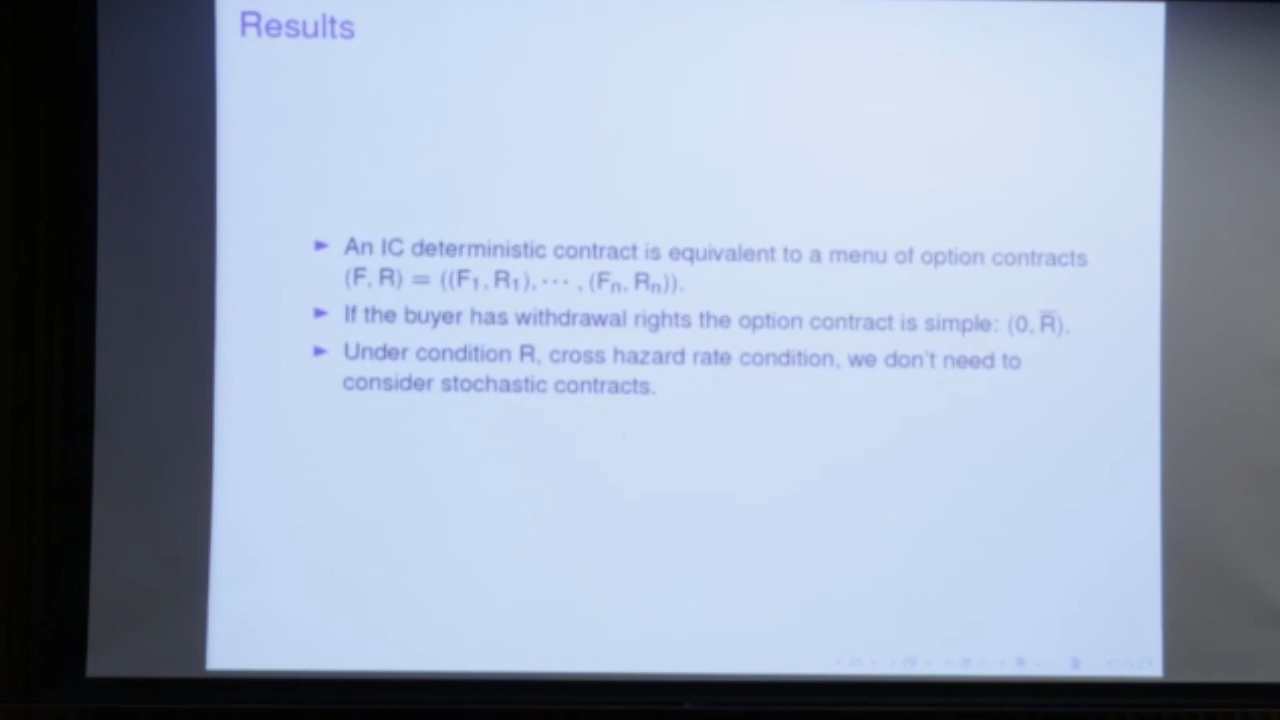 Results
► An IC deterministic contract is equivalent to a menu of option contracts
(F, R) = ((F₁, R₁), ··· , (Fₙ, Rₙ)).
► If the buyer has withdrawal rights the option contract is simple: (0, R̄).
► Under condition R, cross hazard rate condition, we don't need to
consider stochastic contracts.